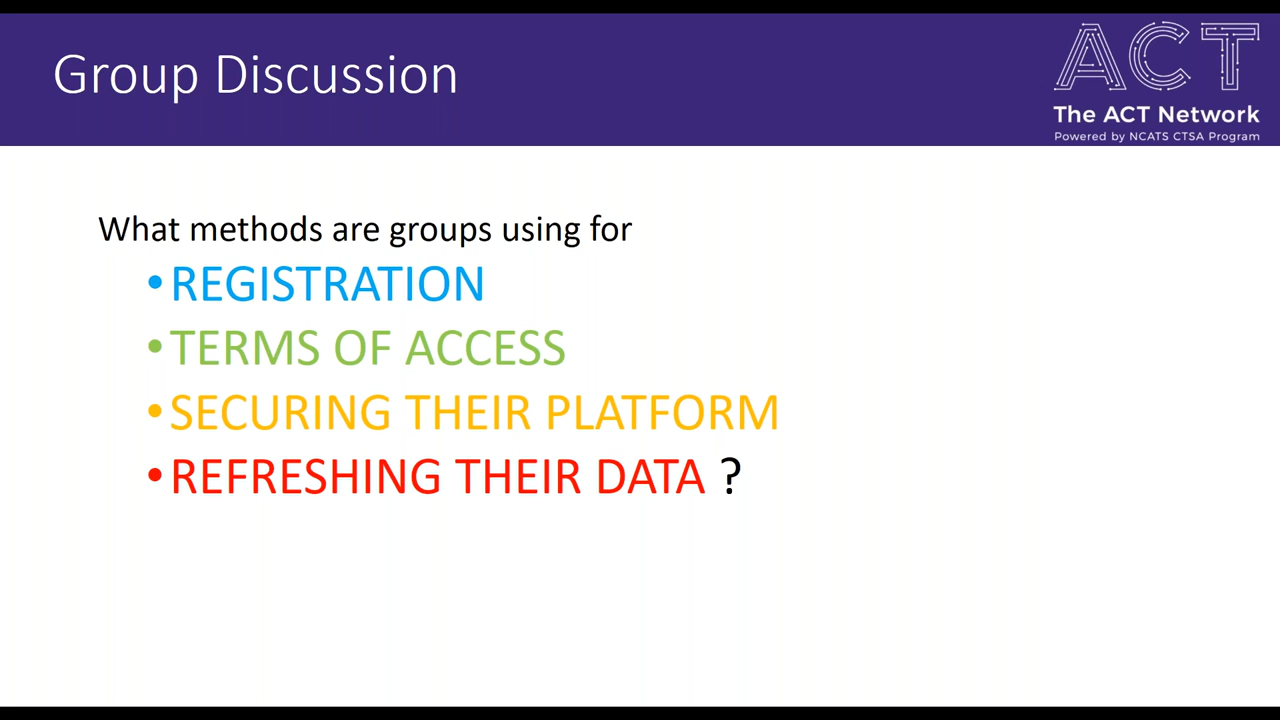 Group Discussion
ACT
The ACT Network
Powered by NCATS CTSA Program
What methods are groups using for
•REGISTRATION
•TERMS OF ACCESS
•SECURING THEIR PLATFORM
•REFRESHING THEIR DATA ?